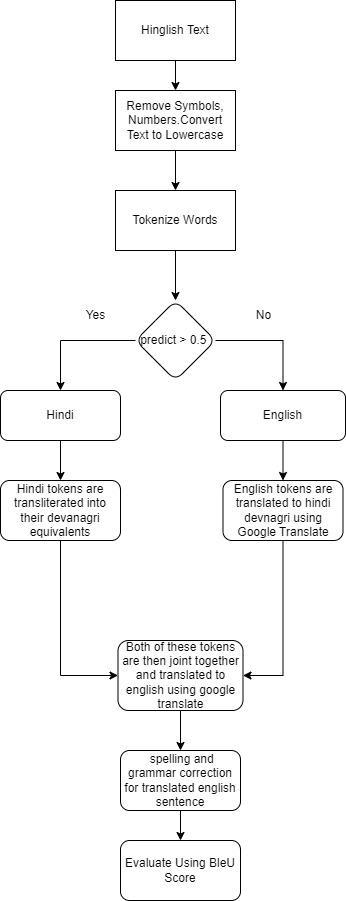 Hinglish Text
Remove Symbols,
Numbers.Convert
Text to Lowercase
Tokenize Words
predict > 0.5
Yes
No
Hindi
English
Hindi tokens are
transliterated into
their devanagri
equivalents
English tokens are
translated to hindi
devnagri using
Google Translate
Both of these tokens
are then joint together
and translated to
english using google
translate
spelling and
grammar correction
for translated english
sentence
Evaluate Using BleU
Score